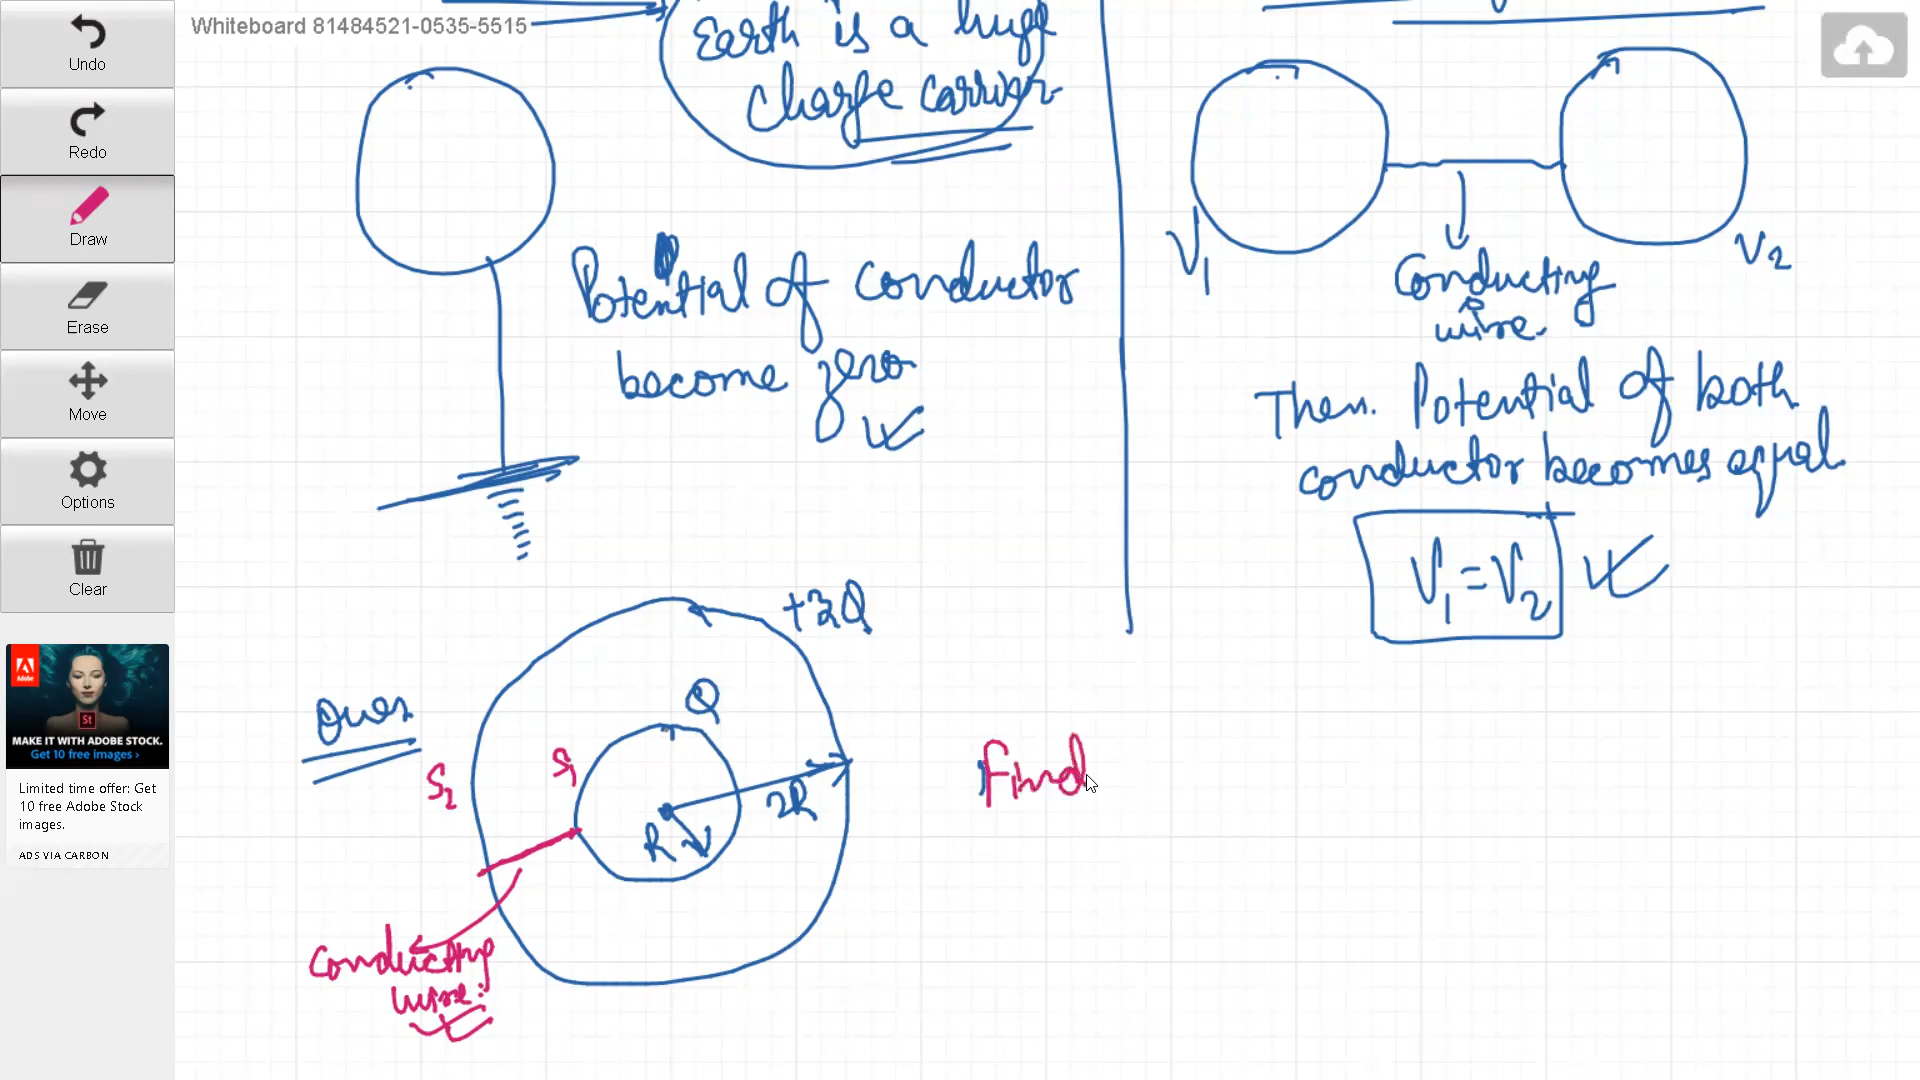 Whiteboard 81484521-0535-5515
Undo
Redo
Draw
Erase
Move
Options
Clear
MAKE IT WITH ADOBE STOCK.
Get 10 free images ›
Adobe
St
Limited time offer: Get
10 free Adobe Stock
images.
ADS VIA CARBON
Earth is a huge
charge carrier
Potential of conductor
become zero
V1
V2
Conducting
wire
Then. Potential of both
conductor becomes equal.
V1 = V2
Ques
+3Q
Q
S2
S1
2R
R
Conducting
wire.
Find